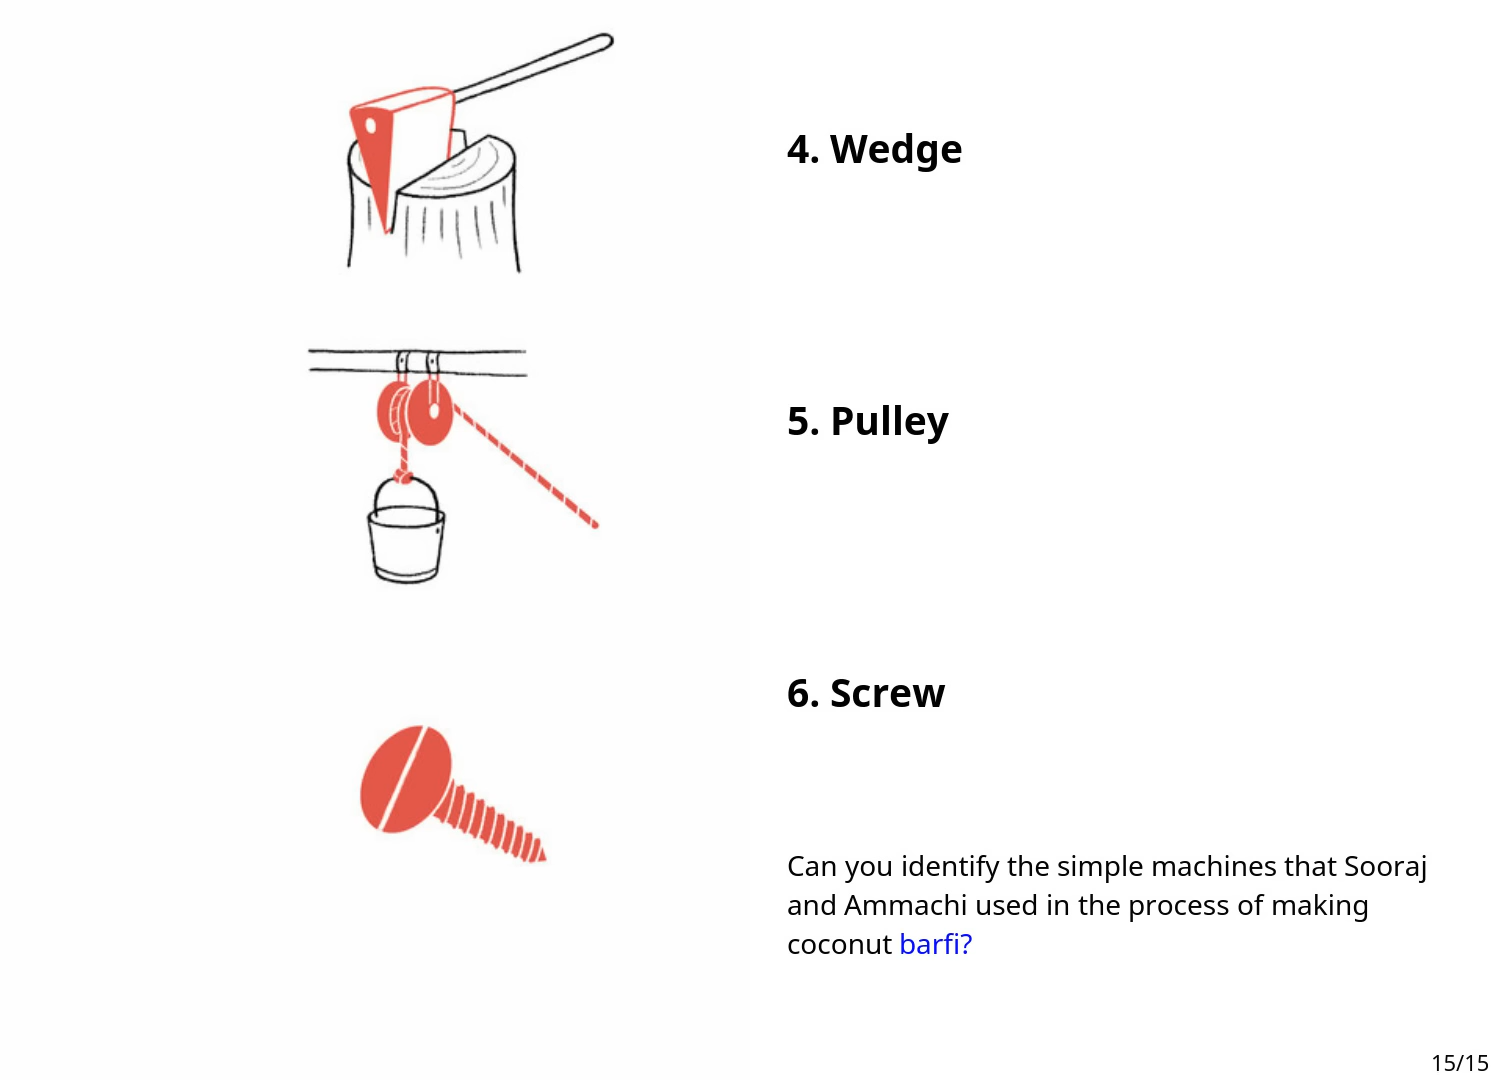 4. Wedge
5. Pulley
6. Screw
Can you identify the simple machines that Sooraj
and Ammachi used in the process of making
coconut barfi?
15/15